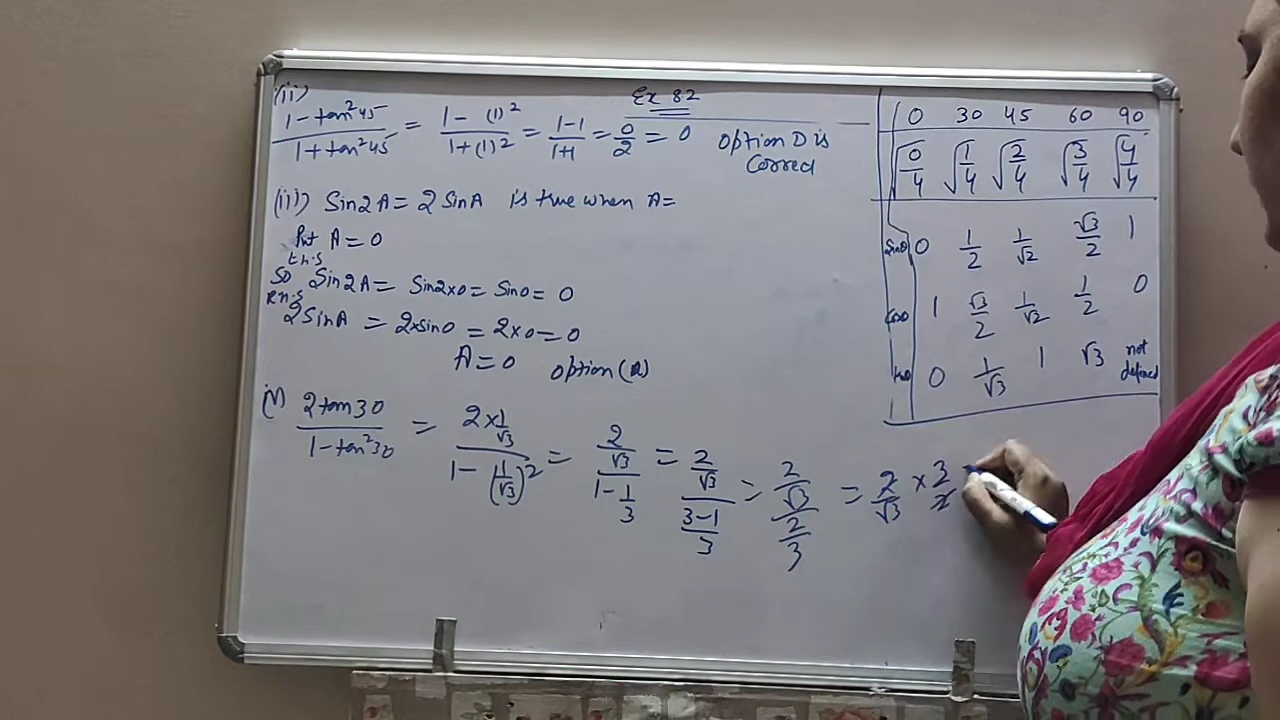 Ex 82
(ii)
1-tan²45 / 1+tan²45 = 1-(1)² / 1+(1)² = 1-1 / 1+1 = 0/2 = 0 option D is
Correct
(iii) Sin2A = 2 SinA is true when A=
Put A=0
L.H.S
So Sin2A = Sin2×0 = Sin0 = 0
R.H.S
2SinA = 2×sin0 = 2×0 = 0
A=0 option(A)
2tan30 / 1-tan²30 = 2×1/√3 / 1-(1/√3)² = 2/√3 / 1-1/3 = 2/√3 / 3-1/3 = 2/√3 / 2/3 = 2/√3 × 3/2
0 30 45 60 90
√0/4 √1/4 √2/4 √3/4 √4/4
Sinθ 0 1/2 1/√2 √3/2 1
Cosθ 1 √3/2 1/√2 1/2 0
0 1/√3 1 √3 not
defined